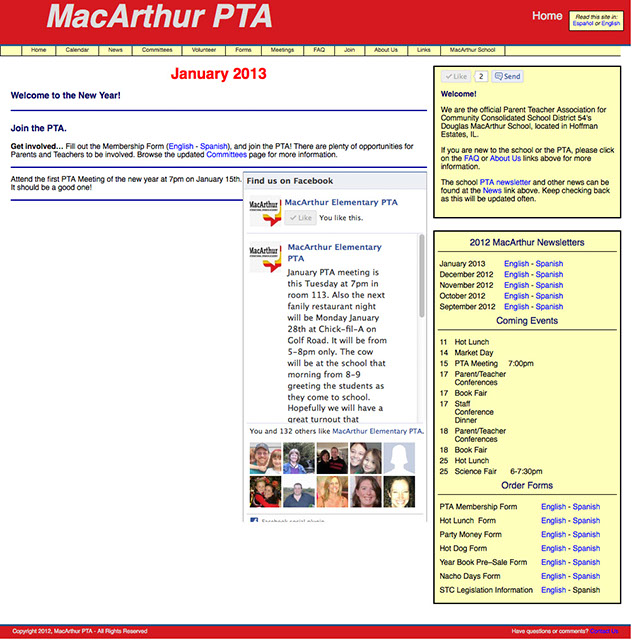 MacArthur PTA
Home
Read this site in:
Español or English
Home Calendar News Committees Volunteer Forms Meetings FAQ Join About Us Links MacArthur School
January 2013
Welcome to the New Year!
Join the PTA.
Get involved... Fill out the Membership Form (English - Spanish), and join the PTA! There are plenty of opportunities for
Parents and Teachers to be involved. Browse the updated Committees page for more information.
Attend the first PTA Meeting of the new year at 7pm on January 15th.
It should be a good one!
Find us on Facebook
MacArthur
MacArthur Elementary PTA
Like You like this.
MacArthur
MacArthur Elementary
PTA
January PTA meeting is
this Tuesday at 7pm in
room 113. Also the next
fanily restaurant night
will be Monday January
28th at Chick-fil-A on
Golf Road. It will be from
5-8pm only. The cow
will be at the school that
morning from 8-9
greeting the students as
they come to school.
Hopefully we will have a
great turnout that
You and 132 others like MacArthur Elementary PTA.
Facebook social plugin
Like 2 Send
Welcome!
We are the official Parent Teacher Association for
Community Consolidated School District 54's
Douglas MacArthur School, located in Hoffman
Estates, IL.
If you are new to the school or the PTA, please click
on the FAQ or About Us links above for more
information.
The school PTA newsletter and other news can be
found at the News link above. Keep checking back
as this will be updated often.
2012 MacArthur Newsletters
January 2013 English - Spanish
December 2012 English - Spanish
November 2012 English - Spanish
October 2012 English - Spanish
September 2012 English - Spanish
Coming Events
11 Hot Lunch
14 Market Day
15 PTA Meeting 7:00pm
17 Parent/Teacher
Conferences
17 Book Fair
17 Staff
Conference
Dinner
18 Parent/Teacher
Conferences
18 Book Fair
25 Hot Lunch
25 Science Fair 6-7:30pm
Order Forms
PTA Membership Form English - Spanish
Hot Lunch Form English - Spanish
Party Money Form English - Spanish
Hot Dog Form English - Spanish
Year Book Pre-Sale Form English - Spanish
Nacho Days Form English - Spanish
STC Legislation Information English - Spanish
Copyright 2012, MacArthur PTA - All Rights Reserved
Have questions or comments? Contact Us